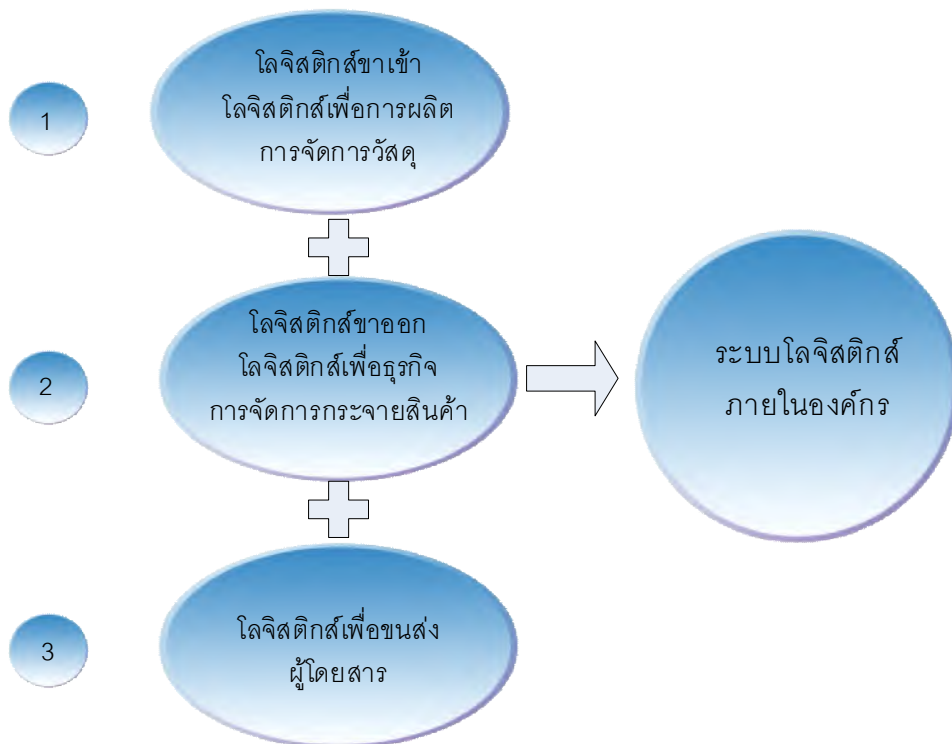 1
โลจิสติกส์ขาเข้า
โลจิสติกส์เพื่อการผลิต
การจัดการวัสดุ
2
โลจิสติกส์ขาออก
โลจิสติกส์เพื่อธุรกิจ
การจัดการกระจายสินค้า
ระบบโลจิสติกส์
ภายในองค์กร
3
โลจิสติกส์เพื่อขนส่ง
ผู้โดยสาร